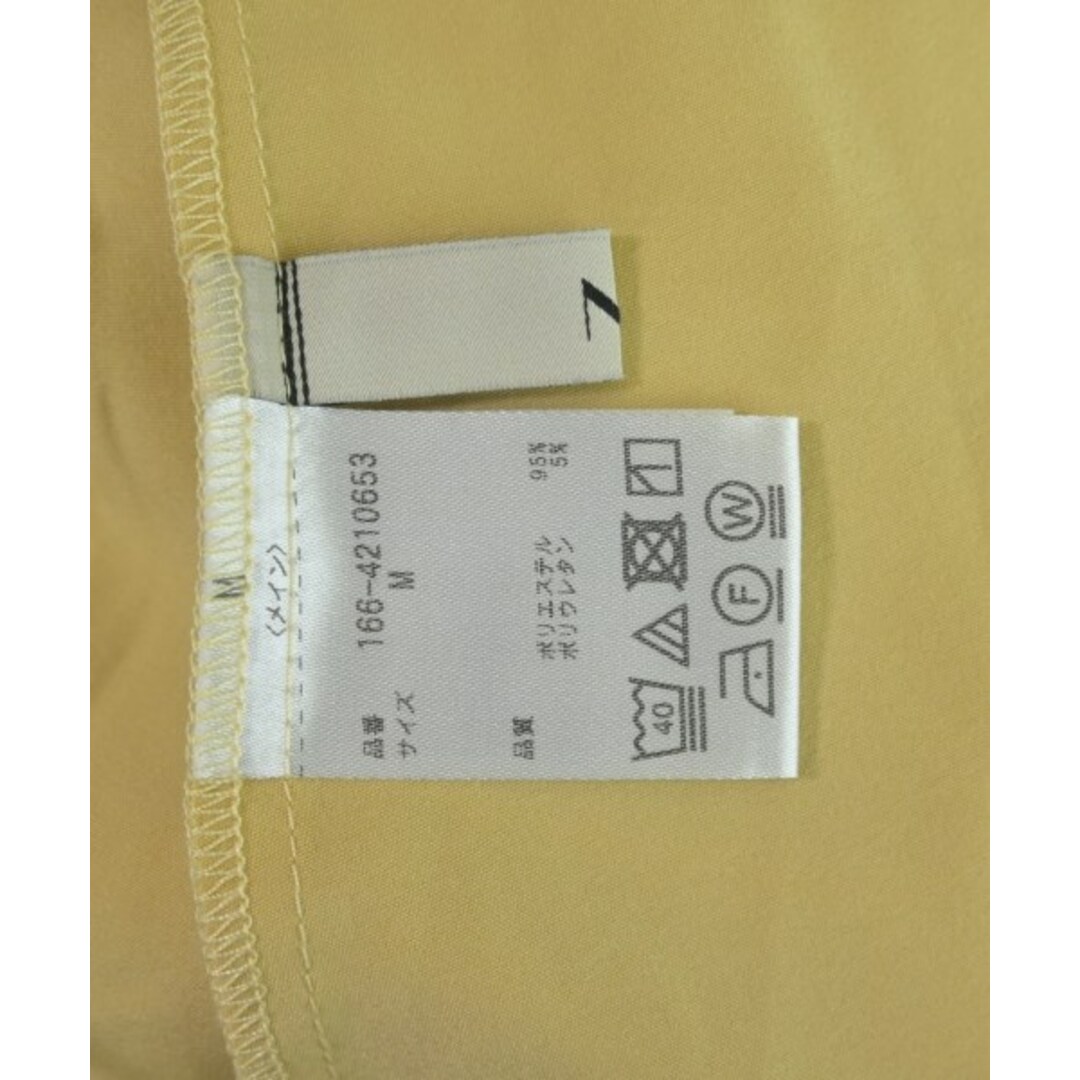 M
〈メイン〉
品番 166-4210653
サイズ M
品質 ポリエステル 95%
ポリウレタン 5%
40
F
W